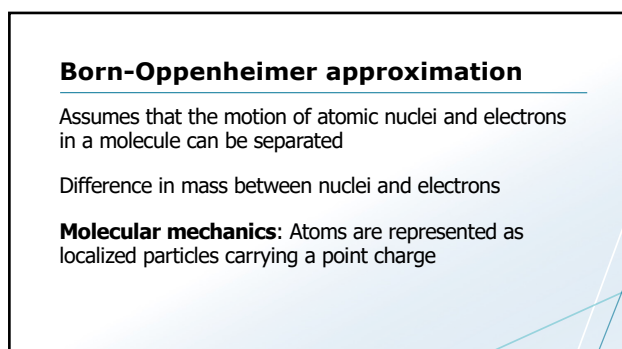 Born-Oppenheimer approximation
Assumes that the motion of atomic nuclei and electrons
in a molecule can be separated
Difference in mass between nuclei and electrons
Molecular mechanics: Atoms are represented as
localized particles carrying a point charge